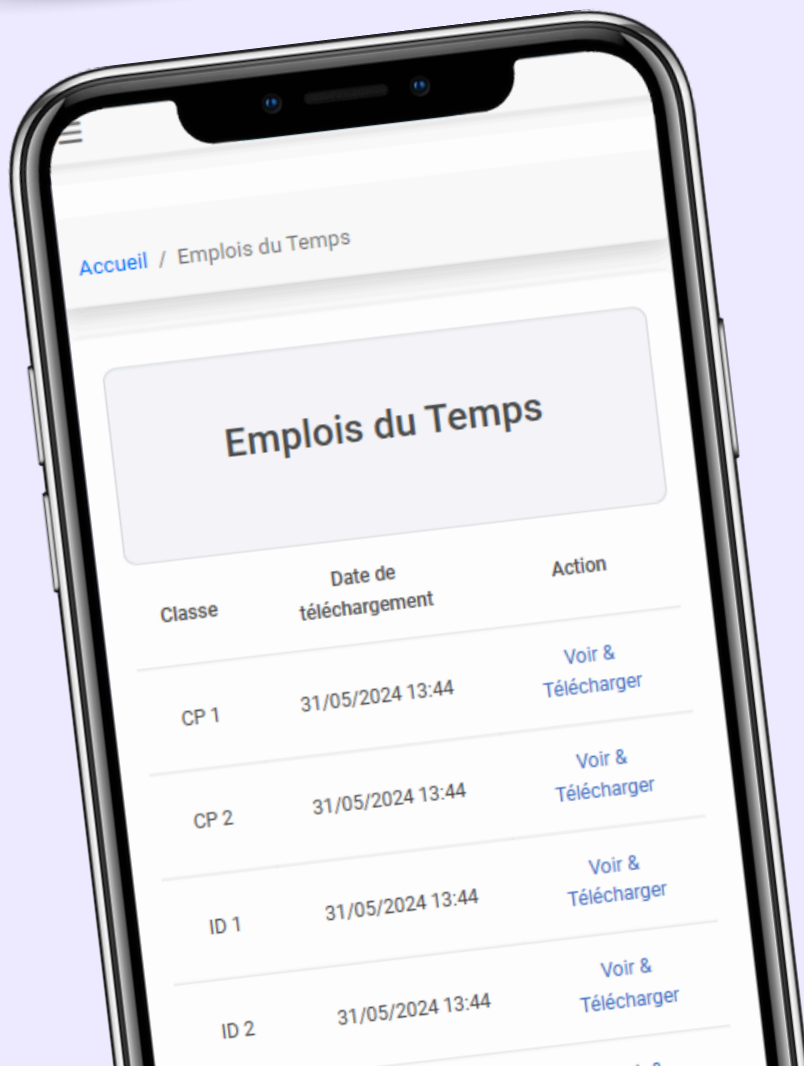 Accueil / Emplois du Temps
Emplois du Temps
Classe
Date de
téléchargement
Action
CP 1
31/05/2024 13:44
Voir &
Télécharger
CP 2
31/05/2024 13:44
Voir &
Télécharger
ID 1
31/05/2024 13:44
Voir &
Télécharger
ID 2
31/05/2024 13:44
Voir &
Télécharger